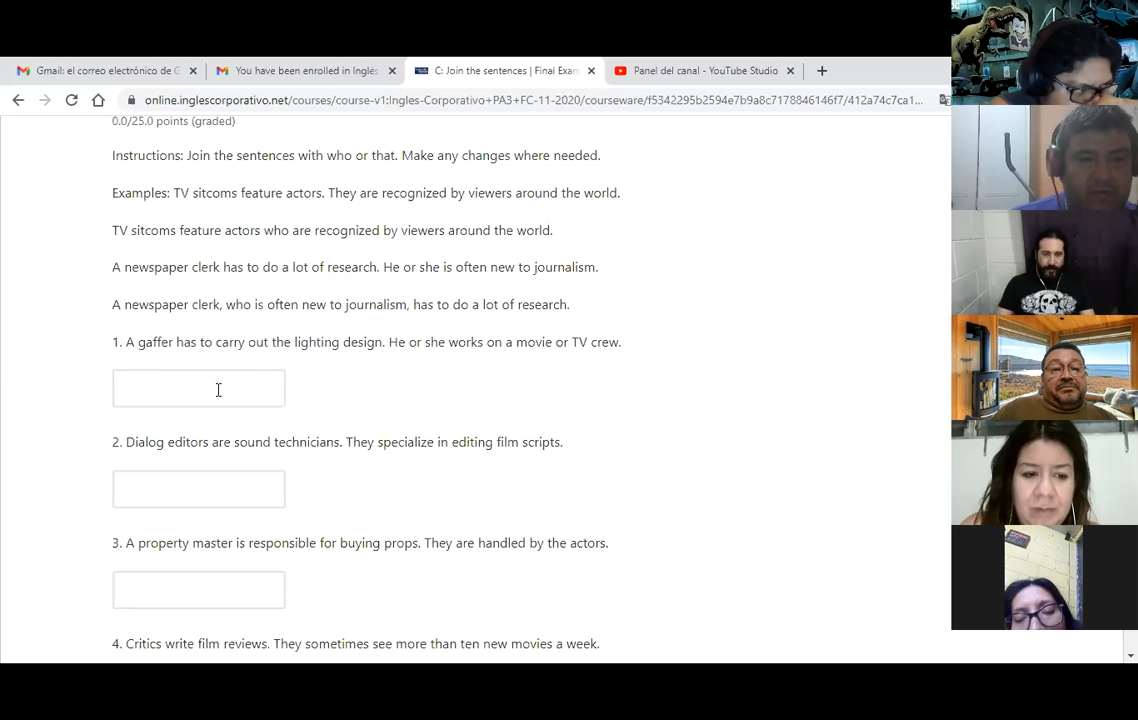 Gmail: el correo electrónico de G
You have been enrolled in Inglés
C: Join the sentences | Final Exam
Panel del canal - YouTube Studio
online.inglescorporativo.net/courses/course-v1:Ingles-Corporativo+PA3+FC-11-2020/courseware/f5342295b2594e7b9a8c7178846146f7/412a74c7ca1...
0.0/25.0 points (graded)
Instructions: Join the sentences with who or that. Make any changes where needed.
Examples: TV sitcoms feature actors. They are recognized by viewers around the world.
TV sitcoms feature actors who are recognized by viewers around the world.
A newspaper clerk has to do a lot of research. He or she is often new to journalism.
A newspaper clerk, who is often new to journalism, has to do a lot of research.
1. A gaffer has to carry out the lighting design. He or she works on a movie or TV crew.
2. Dialog editors are sound technicians. They specialize in editing film scripts.
3. A property master is responsible for buying props. They are handled by the actors.
4. Critics write film reviews. They sometimes see more than ten new movies a week.